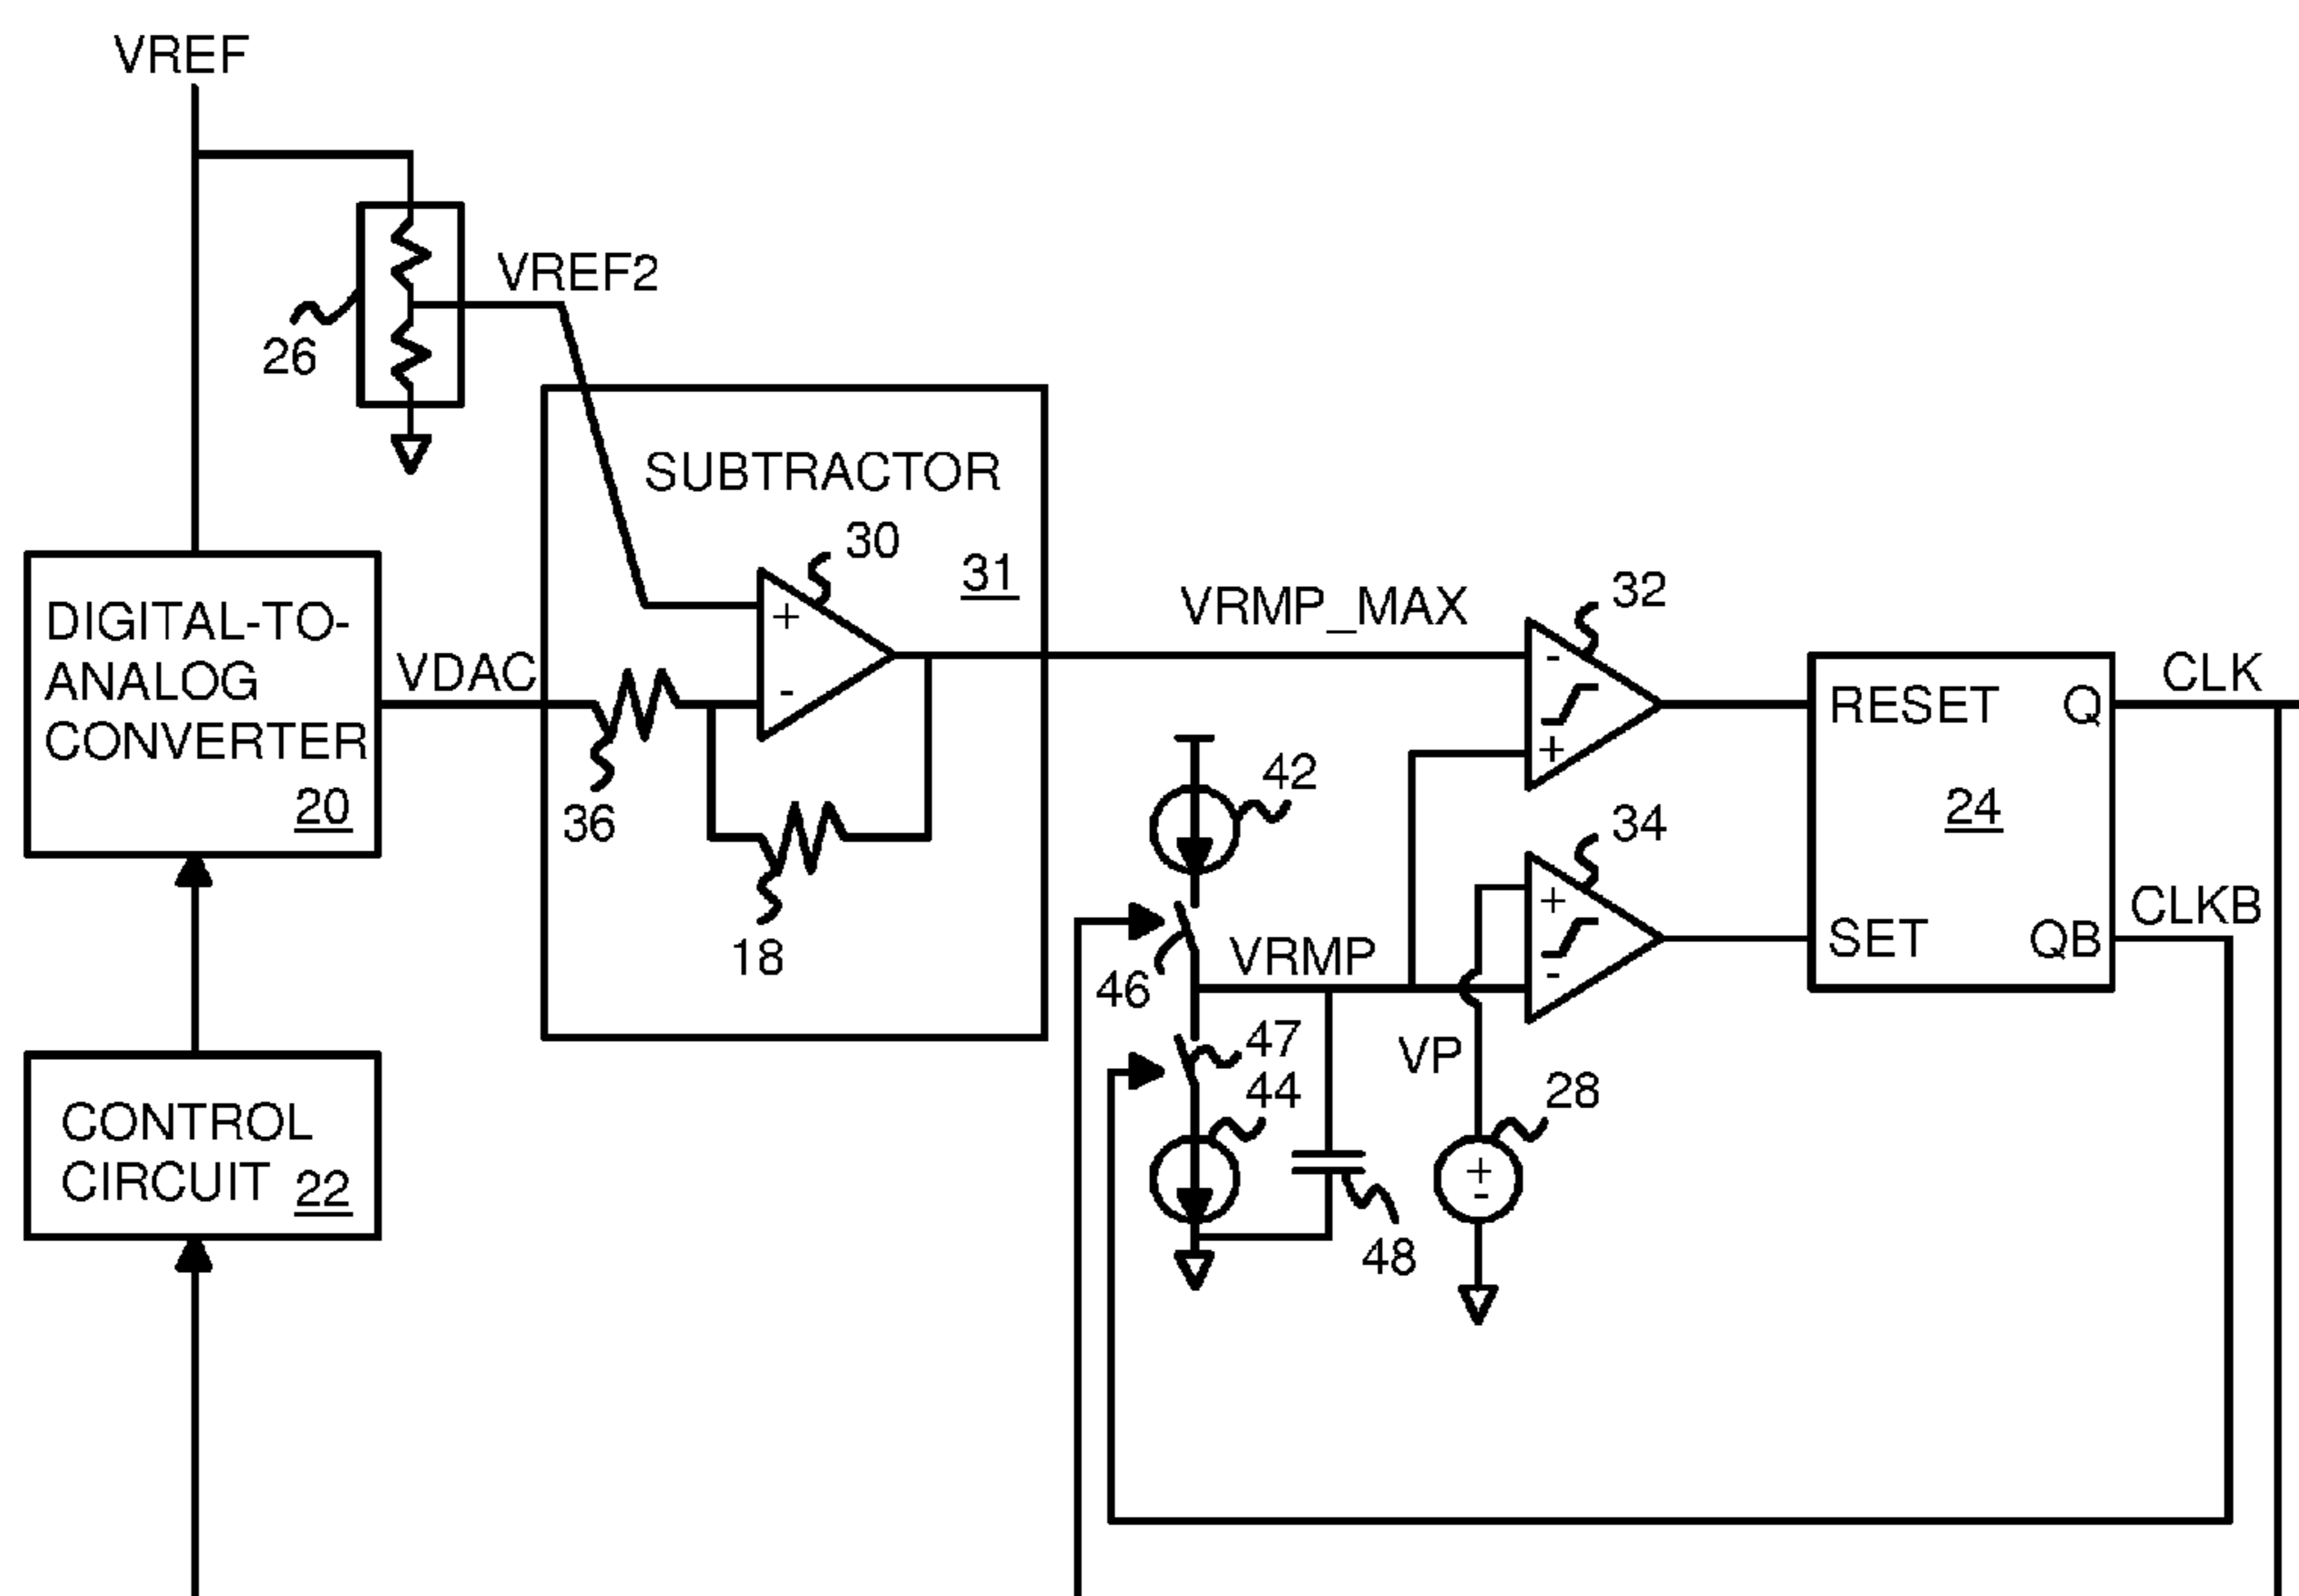 VREF
VREF2
26
SUBTRACTOR
30
31
DIGITAL-TO-
ANALOG
CONVERTER
20
VDAC
+
-
36
18
VRMP_MAX
32
-
+
RESET
Q
CLK
24
42
34
+
-
SET
QB
CLKB
46
VRMP
47
44
VP
28
+
-
48
CONTROL
CIRCUIT
22